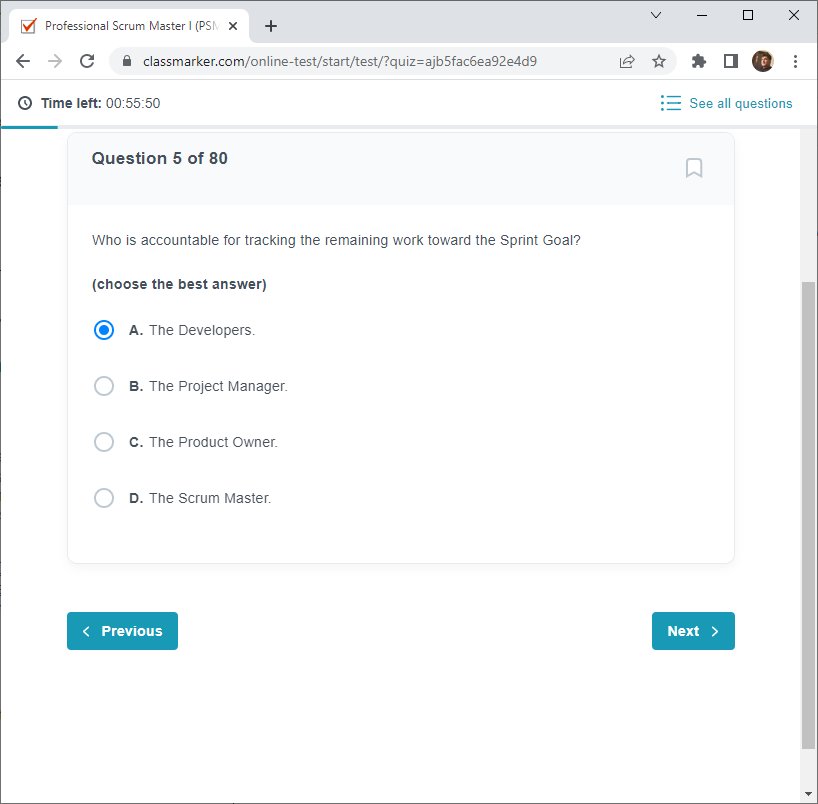 Professional Scrum Master I (PSM
classmarker.com/online-test/start/test/?quiz=ajb5fac6ea92e4d9
Time left: 00:55:50
See all questions
Question 5 of 80
Who is accountable for tracking the remaining work toward the Sprint Goal?
(choose the best answer)
A. The Developers.
B. The Project Manager.
C. The Product Owner.
D. The Scrum Master.
Previous
Next